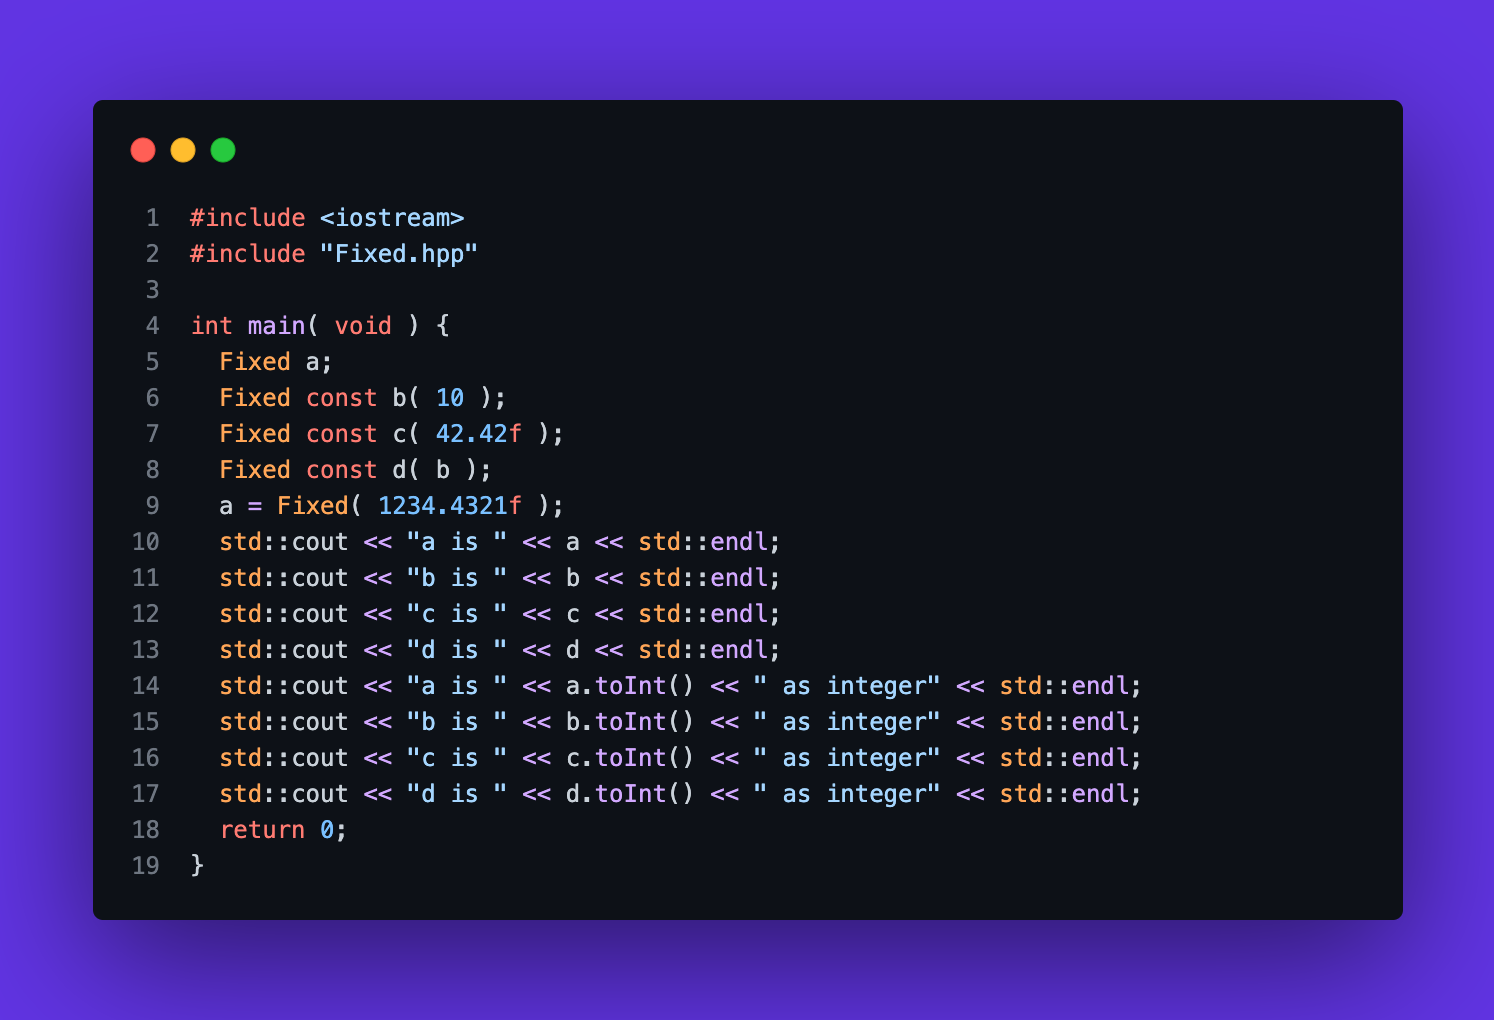 1 #include <iostream>
2 #include "Fixed.hpp"
3
4 int main( void ) {
5   Fixed a;
6   Fixed const b( 10 );
7   Fixed const c( 42.42f );
8   Fixed const d( b );
9   a = Fixed( 1234.4321f );
10   std::cout << "a is " << a << std::endl;
11   std::cout << "b is " << b << std::endl;
12   std::cout << "c is " << c << std::endl;
13   std::cout << "d is " << d << std::endl;
14   std::cout << "a is " << a.toInt() << " as integer" << std::endl;
15   std::cout << "b is " << b.toInt() << " as integer" << std::endl;
16   std::cout << "c is " << c.toInt() << " as integer" << std::endl;
17   std::cout << "d is " << d.toInt() << " as integer" << std::endl;
18   return 0;
19 }